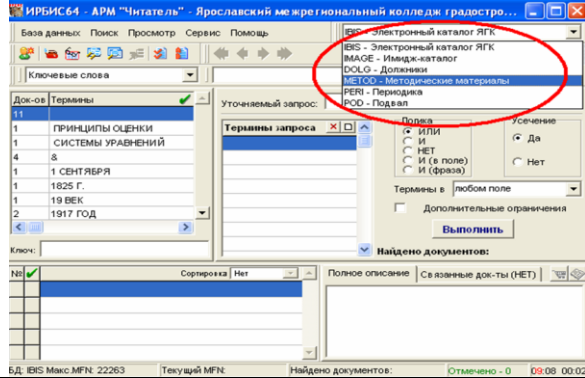 ИРБИС64 - АРМ "Читатель" - Ярославский межрегиональный колледж градостро...
База данных Поиск Просмотр Сервис Помощь
IBIS - Электронный каталог ЯГК
IBIS - Электронный каталог ЯГК
IMAGE - Имидж-каталог
DOLG - Должники
METOD - Методические материалы
PERI - Периодика
POD - Подвал
Ключевые слова
Док-ов Термины
11
1 ПРИНЦИПЫ ОЦЕНКИ
1 СИСТЕМЫ УРАВНЕНИЙ
4 &
1 1 СЕНТЯБРЯ
1 1825 Г.
1 19 ВЕК
2 1917 ГОД
Ключ:
Уточняемый запрос:
Термины запроса
Логика
ИЛИ
И
НЕТ
И (в поле)
И (фраза)
Усечение
Да
Нет
Термины в любом поле
Дополнительные ограничения
Выполнить
Найдено документов:
№ Сортировка Нет
Полное описание Связанные док-ты (НЕТ)
БД: IBIS Макс.MFN: 22263 Текущий MFN: Найдено документов: Отмечено - 0 09:08 00:02